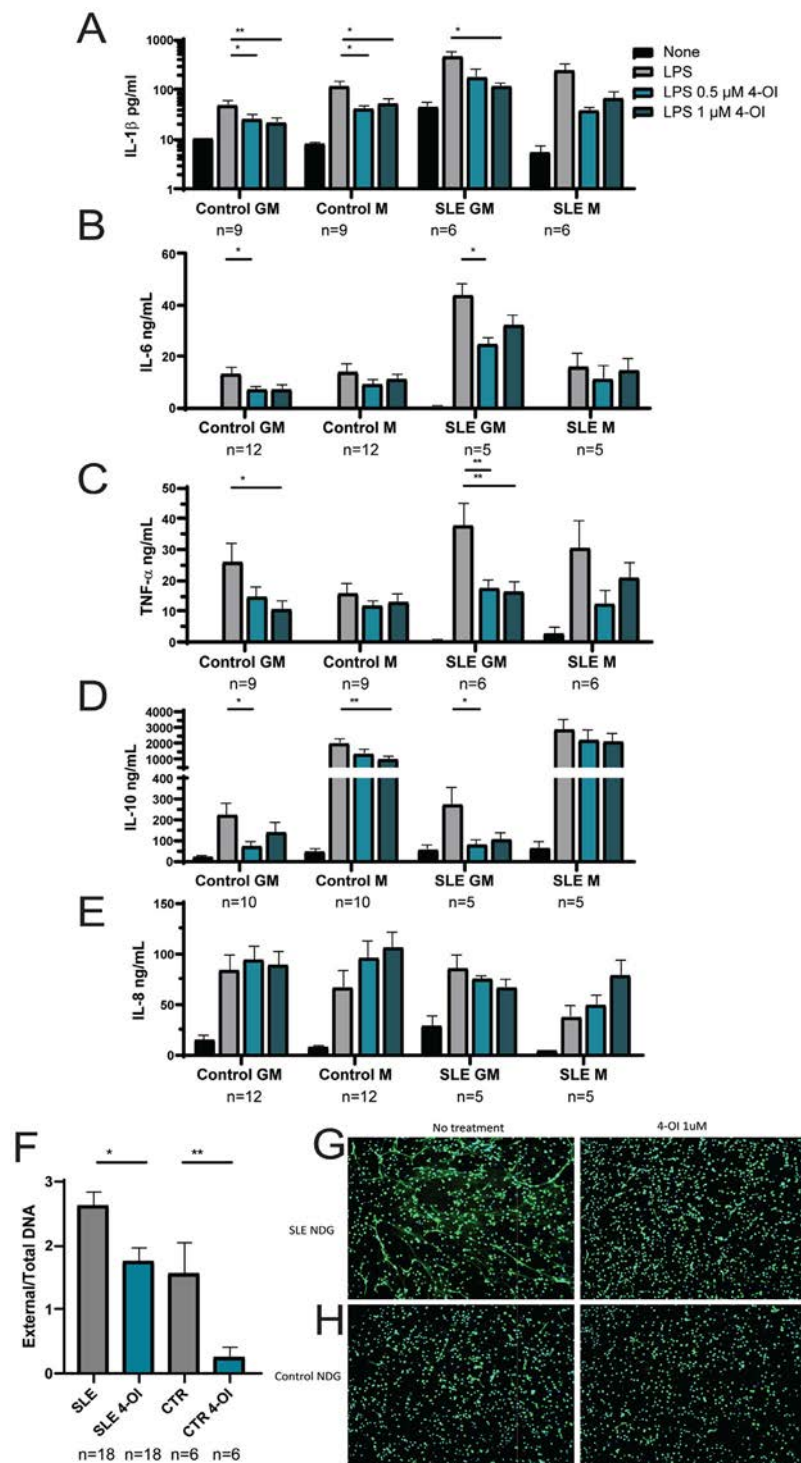 A
**
*
*
*
*
None
LPS
LPS 0.5 µM 4-OI
LPS 1 µM 4-OI
IL-1β pg/ml
1000
100
10
1
Control GM
Control M
SLE GM
SLE M
n=9
n=9
n=6
n=6
B
*
*
IL-6 ng/mL
60
40
20
0
Control GM
Control M
SLE GM
SLE M
n=12
n=12
n=5
n=5
C
*
**
**
TNF-α ng/mL
50
40
30
20
10
0
Control GM
Control M
SLE GM
SLE M
n=9
n=9
n=6
n=6
D
*
**
*
IL-10 ng/mL
4000
3000
2000
1000
400
300
200
100
0
Control GM
Control M
SLE GM
SLE M
n=10
n=10
n=5
n=5
E
IL-8 ng/mL
150
100
50
0
Control GM
Control M
SLE GM
SLE M
n=12
n=12
n=5
n=5
F
*
**
External/Total DNA
3
2
1
0
SLE
SLE 4-OI
CTR
CTR 4-OI
n=18
n=18
n=6
n=6
No treatment
4-OI 1uM
G
SLE NDG
H
Control NDG